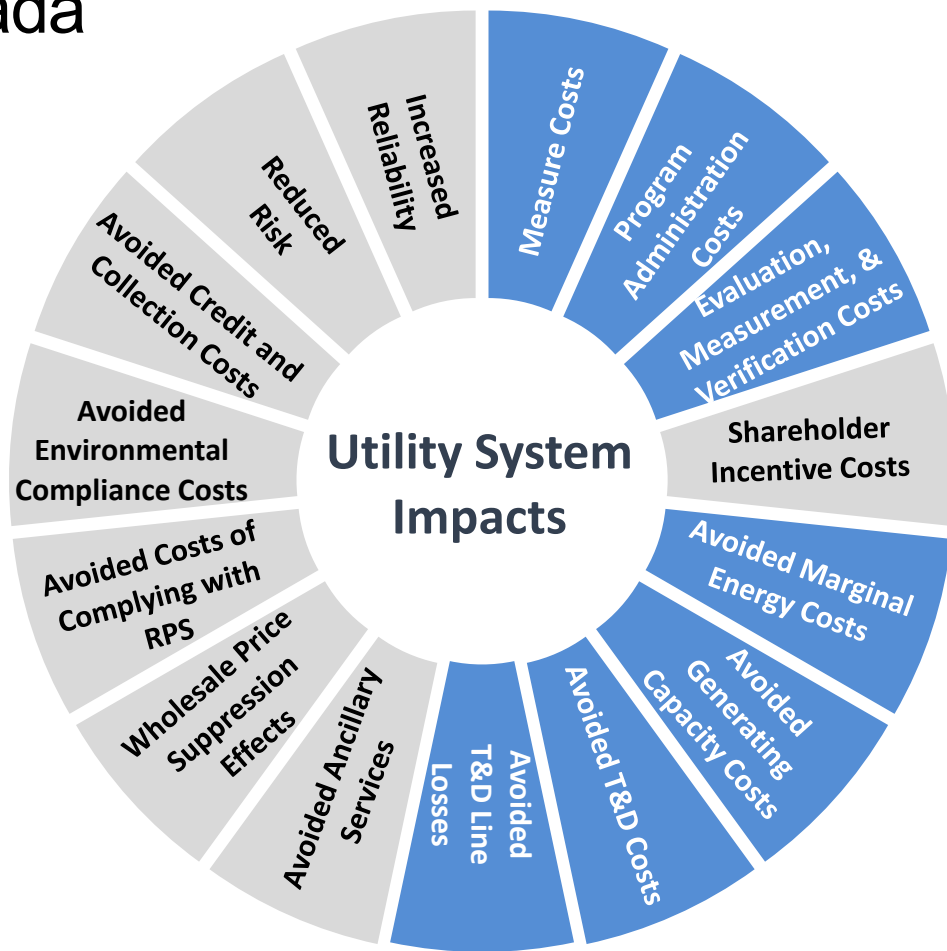 ada
Utility System
Impacts
Measure Costs
Program
Administration
Costs
Evaluation,
Measurement, &
Verification Costs
Shareholder
Incentive Costs
Avoided Marginal
Energy Costs
Avoided
Generating
Capacity Costs
Avoided T&D Costs
Avoided
T&D Line
Losses
Avoided Ancillary
Services
Wholesale Price
Suppression
Effects
Avoided Costs of
Complying with
RPS
Avoided
Environmental
Compliance Costs
Avoided Credit and
Collection Costs
Reduced
Risk
Increased
Reliability